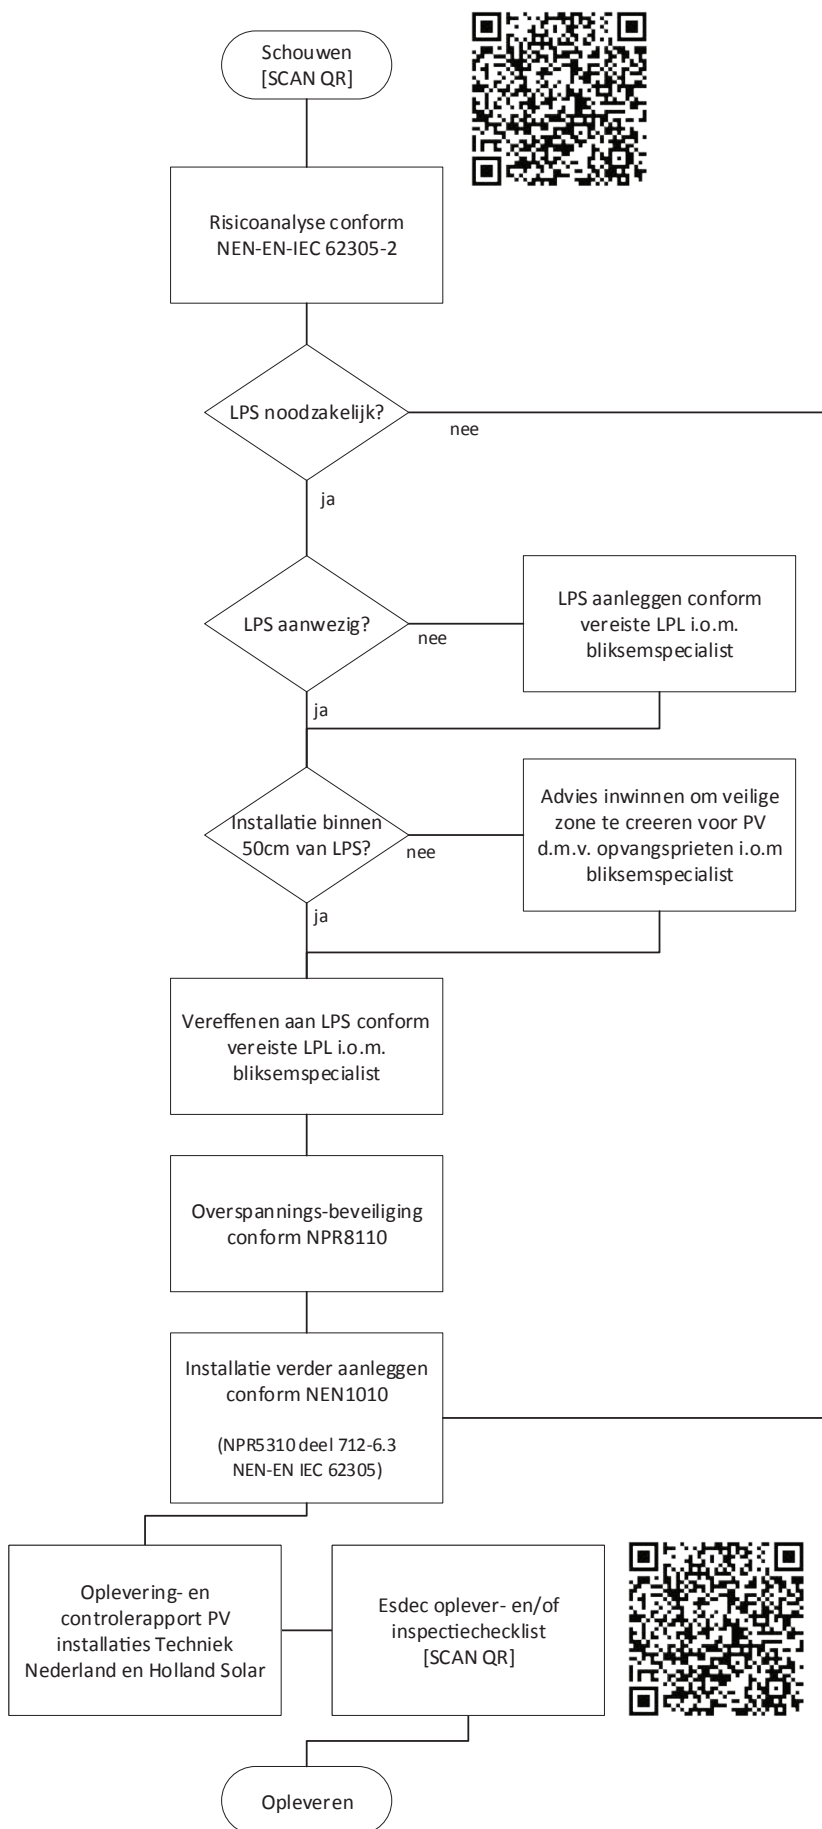 Schouwen
[SCAN QR]
Risicoanalyse conform
NEN-EN-IEC 62305-2
LPS noodzakelijk?
nee
ja
LPS aanwezig?
nee
LPS aanleggen conform
vereiste LPL i.o.m.
bliksemspecialist
ja
Installatie binnen
50cm van LPS?
nee
Advies inwinnen om veilige
zone te creeren voor PV
d.m.v. opvangsprieten i.o.m
bliksemspecialist
ja
Vereffenen aan LPS conform
vereiste LPL i.o.m.
bliksemspecialist
Overspannings-beveiliging
conform NPR8110
Installatie verder aanleggen
conform NEN1010
(NPR5310 deel 712-6.3
NEN-EN IEC 62305)
Oplevering- en
controlerapport PV
installaties Techniek
Nederland en Holland Solar
Esdec oplever- en/of
inspectiechecklist
[SCAN QR]
Opleveren